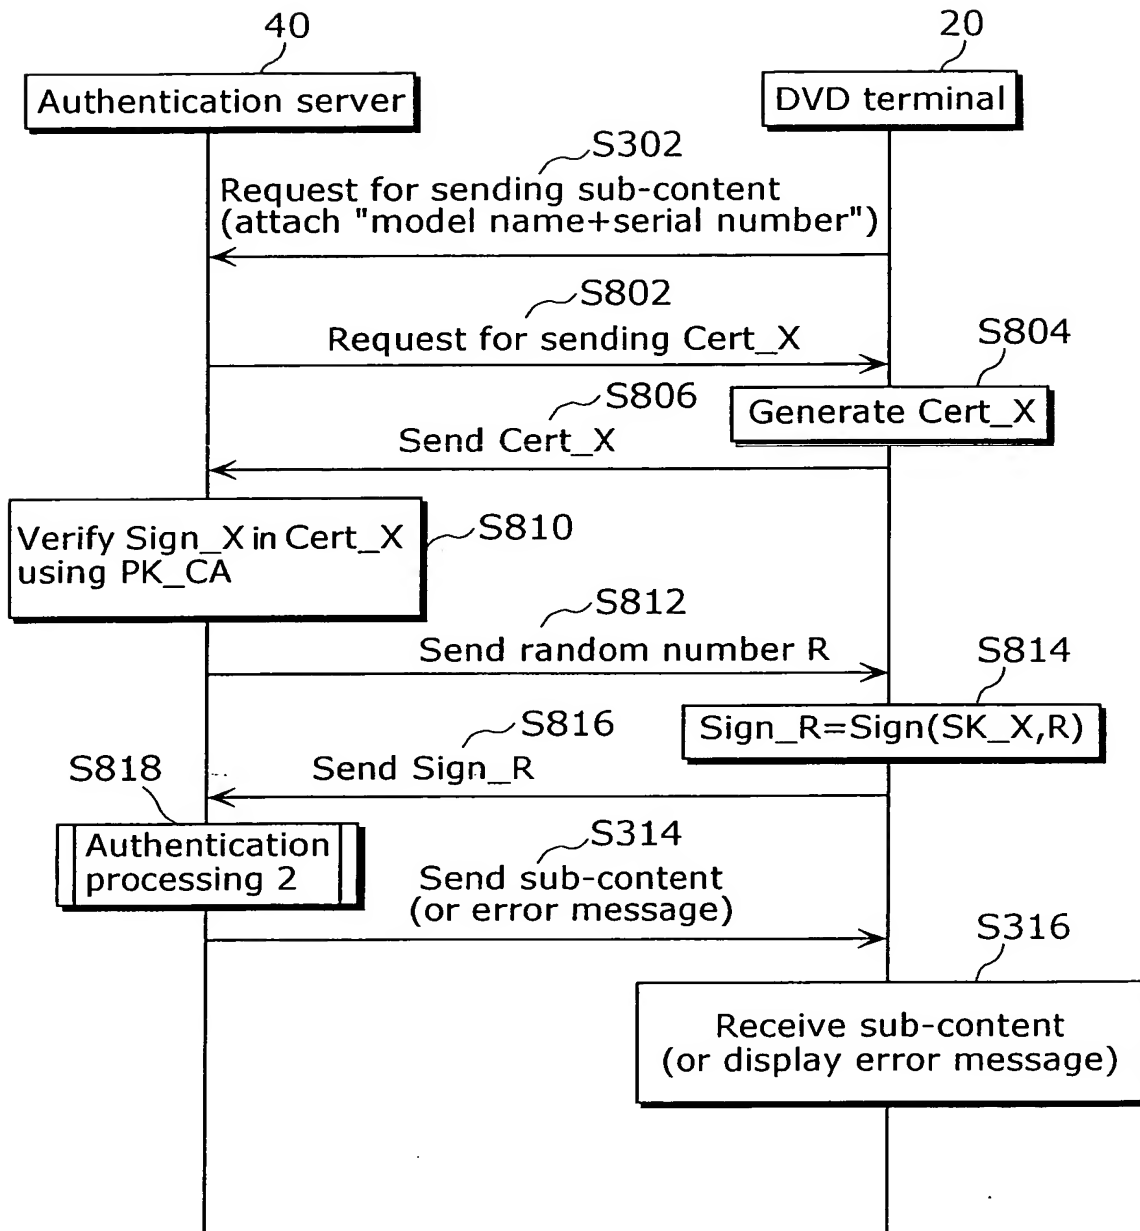 40
20
Authentication server
DVD terminal
S302
Request for sending sub-content
(attach "model name+serial number")
S802
Request for sending Cert_X
S804
Generate Cert_X
S806
Send Cert_X
Verify Sign_X in Cert_X
using PK_CA
S810
S812
Send random number R
S814
Sign_R=Sign(SK_X,R)
S816
Send Sign_R
S818
Authentication
processing 2
S314
Send sub-content
(or error message)
S316
Receive sub-content
(or display error message)